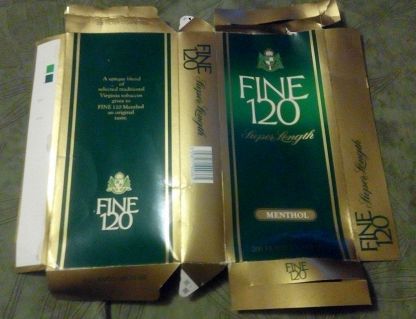 A unique blend
of
selected traditional
Virginia tobaccos
gives to
FINE 120 Menthol
an original
taste
FINE
120
FINE
120
Super Length
FINE
120
Super Length
MENTHOL
FINE
120
Super Length
FINE
120